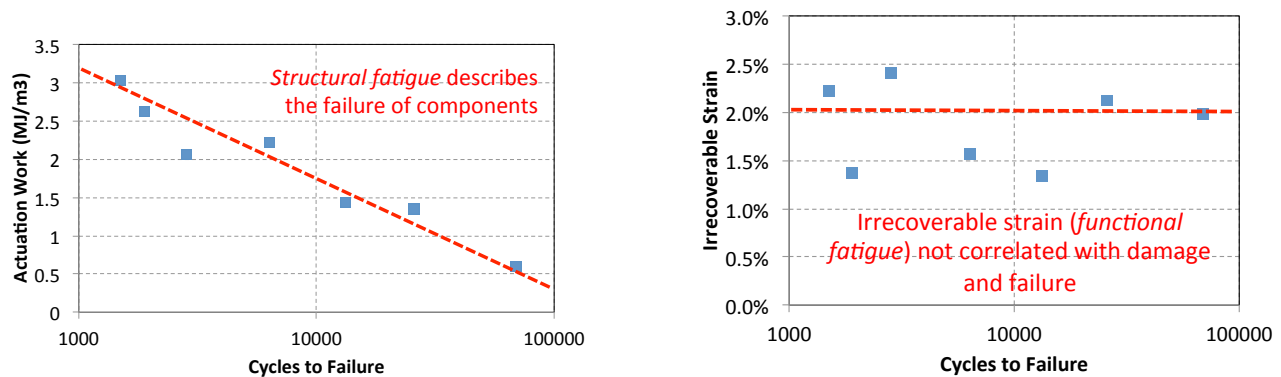 3.5
3
2.5
2
1.5
1
0.5
0
Actuation Work (MJ/m3)
Structural fatigue describes
the failure of components
1000 10000 100000
Cycles to Failure
3.0%
2.5%
2.0%
1.5%
1.0%
0.5%
0.0%
Irrecoverable Strain
Irrecoverable strain (functional
fatigue) not correlated with damage
and failure
1000 10000 100000
Cycles to Failure